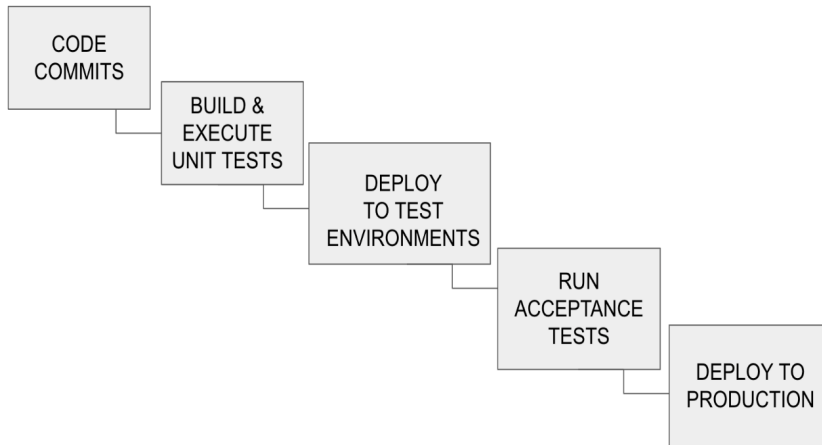 CODE
COMMITS
BUILD &
EXECUTE
UNIT TESTS
DEPLOY
TO TEST
ENVIRONMENTS
RUN
ACCEPTANCE
TESTS
DEPLOY TO
PRODUCTION